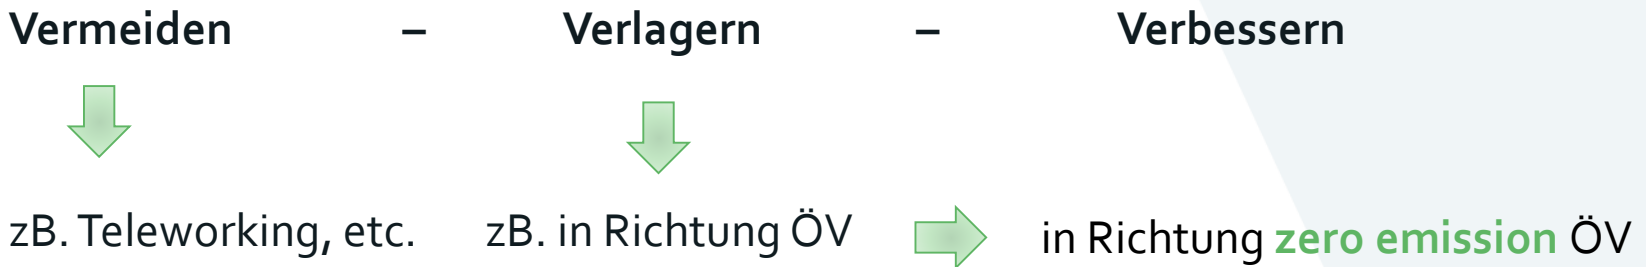 Vermeiden – Verlagern – Verbessern
zB. Teleworking, etc. zB. in Richtung ÖV in Richtung zero emission ÖV